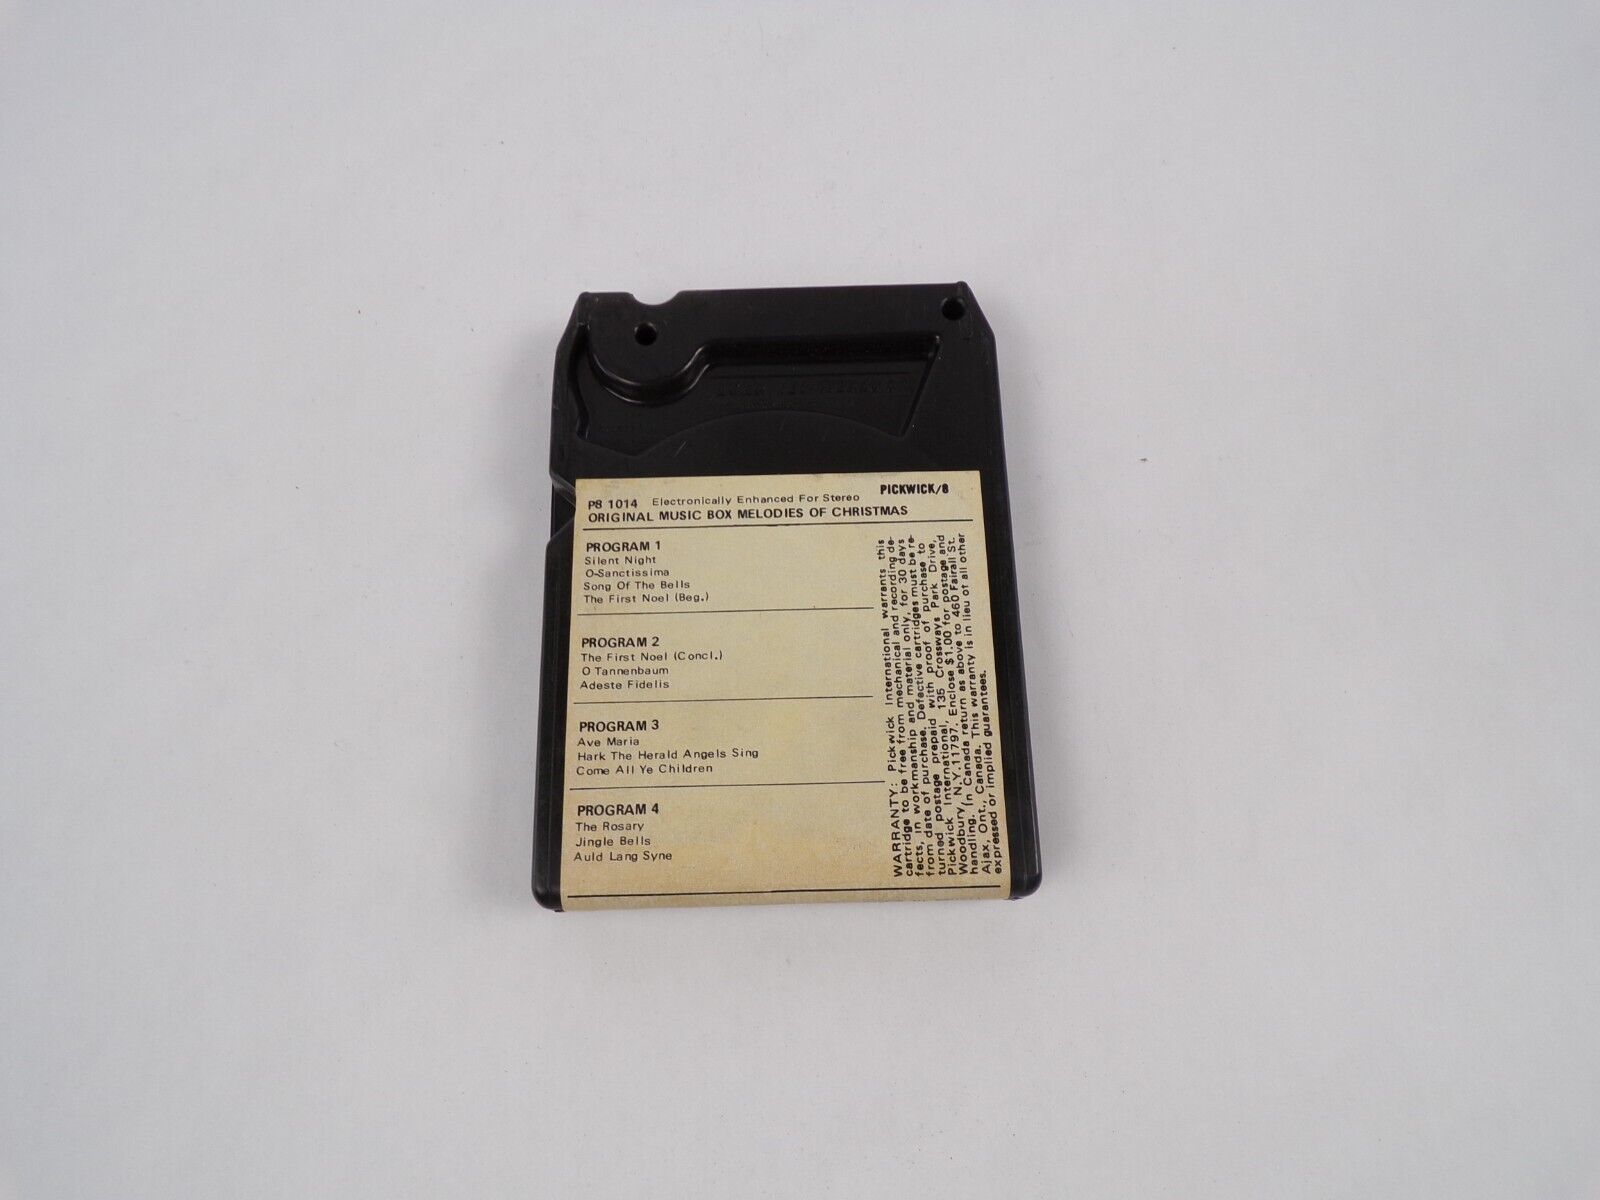 P8 1014 Electronically Enhanced For Stereo PICKWICK/8
ORIGINAL MUSIC BOX MELODIES OF CHRISTMAS
PROGRAM 1
Silent Night
O-Sanctissima
Song Of The Bells
The First Noel (Beg.)
PROGRAM 2
The First Noel (Concl.)
O Tannenbaum
Adeste Fidelis
PROGRAM 3
Ave Maria
Hark The Herald Angels Sing
Come All Ye Children
PROGRAM 4
The Rosary
Jingle Bells
Auld Lang Syne
WARRANTY: Pickwick International warrants this
cartridge to be free from mechanical and recording de-
fects, in workmanship and material only, for 30 days
from date of purchase. Defective cartridges must be re-
turned postage prepaid with proof of purchase to
Pickwick International, 135 Crossways Park Drive,
Woodbury, N.Y.11797. Enclose $1.00 for postage and
handling. In Canada return as above to 460 Fairall St.
Ajax, Ont., Canada. This warranty is in lieu of all other
expressed or implied guarantees.